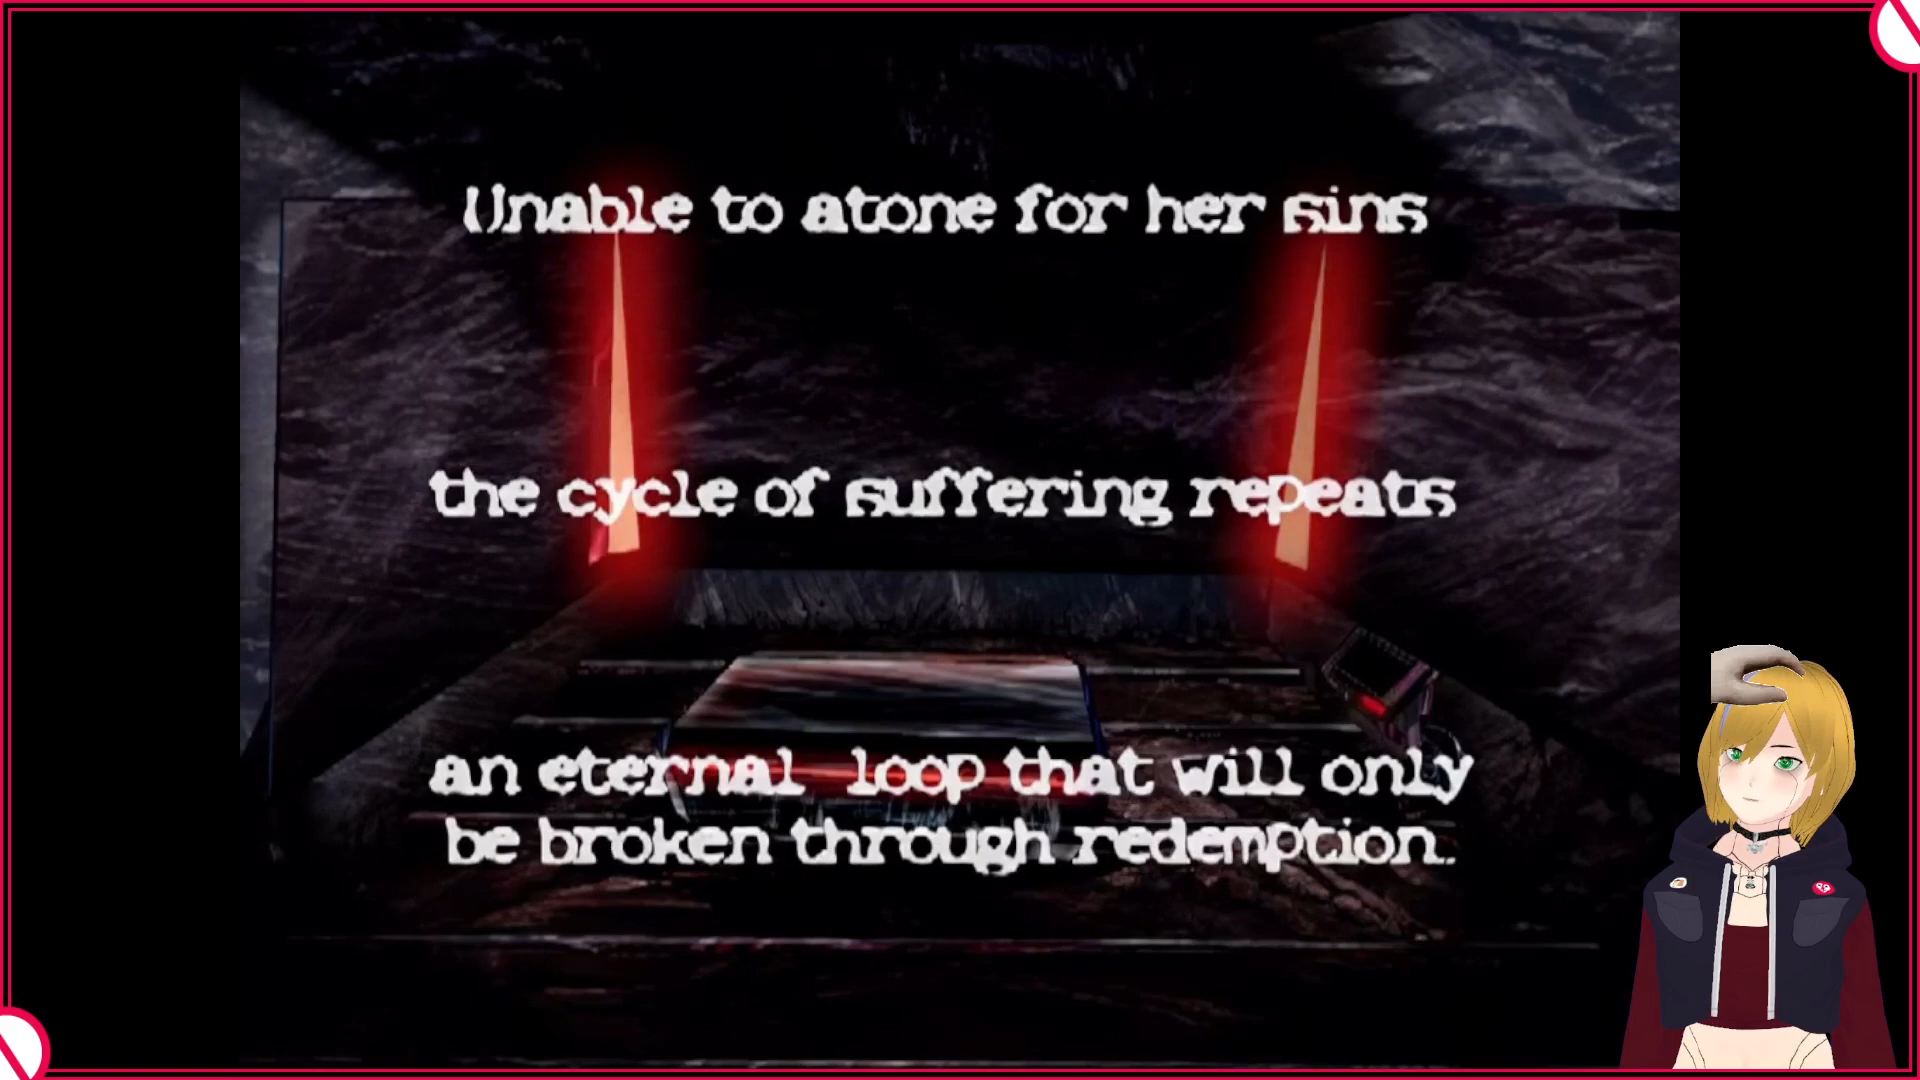 Unable to atone for her sins
the cycle of suffering repeats
an eternal loop that will only
be broken through redemption.